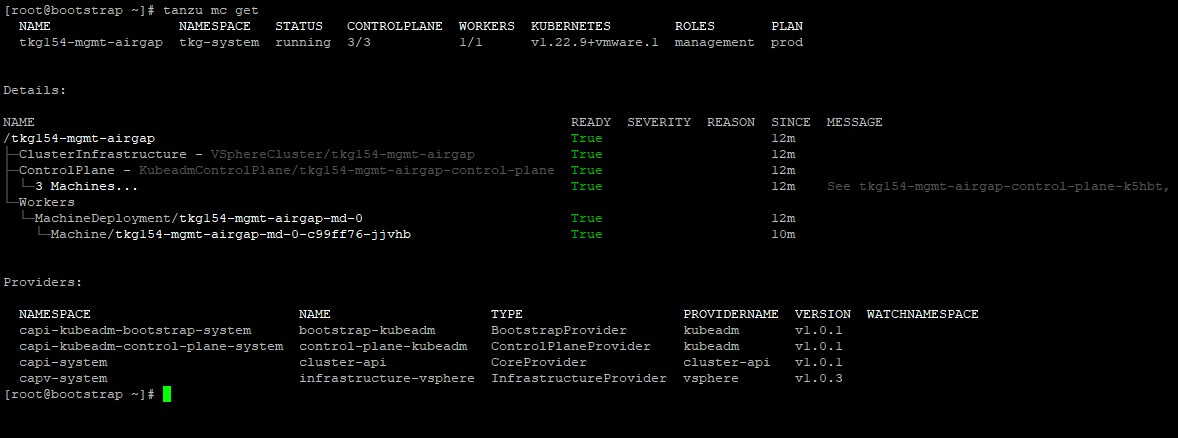 [root@bootstrap ~]# tanzu mc get
NAME NAMESPACE STATUS CONTROLPLANE WORKERS KUBERNETES ROLES PLAN
tkg154-mgmt-airgap tkg-system running 3/3 1/1 v1.22.9+vmware.1 management prod
Details:
NAME READY SEVERITY REASON SINCE MESSAGE
/tkg154-mgmt-airgap True 12m
├─ClusterInfrastructure - VSphereCluster/tkg154-mgmt-airgap True 12m
├─ControlPlane - KubeadmControlPlane/tkg154-mgmt-airgap-control-plane True 12m
│ └─3 Machines... True 12m See tkg154-mgmt-airgap-control-plane-k5hbt,
└─Workers
└─MachineDeployment/tkg154-mgmt-airgap-md-0 True 12m
└─Machine/tkg154-mgmt-airgap-md-0-c99ff76-jjvhb True 10m
Providers:
NAMESPACE NAME TYPE PROVIDERNAME VERSION WATCHNAMESPACE
capi-kubeadm-bootstrap-system bootstrap-kubeadm BootstrapProvider kubeadm v1.0.1
capi-kubeadm-control-plane-system control-plane-kubeadm ControlPlaneProvider kubeadm v1.0.1
capi-system cluster-api CoreProvider cluster-api v1.0.1
capv-system infrastructure-vsphere InfrastructureProvider vsphere v1.0.3
[root@bootstrap ~]#